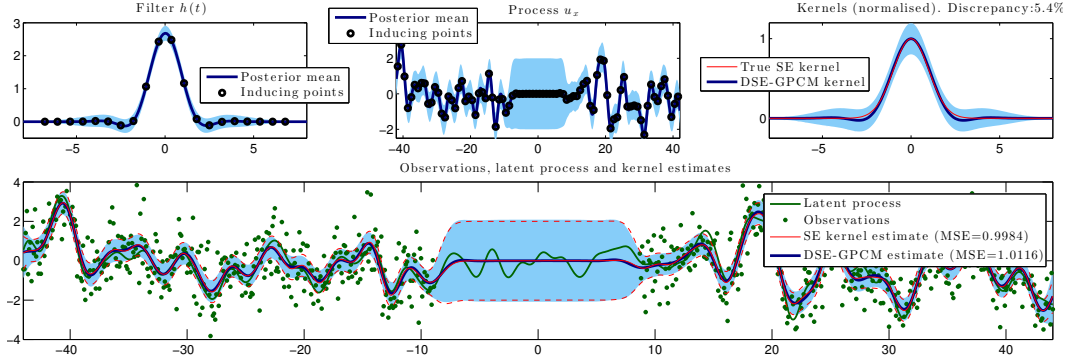 Filter h(t)
3
2
1
0
−5 0 5
Posterior mean
Inducing points
Process u_x
Posterior mean
Inducing points
2
0
−2
−40 −20 0 20 40
Kernels (normalised). Discrepancy:5.4%
1
0
−5 0 5
True SE kernel
DSE-GPCM kernel
Observations, latent process and kernel estimates
4
2
0
−2
−4
−40 −30 −20 −10 0 10 20 30 40
Latent process
Observations
SE kernel estimate (MSE=0.9984)
DSE-GPCM estimate (MSE=1.0116)